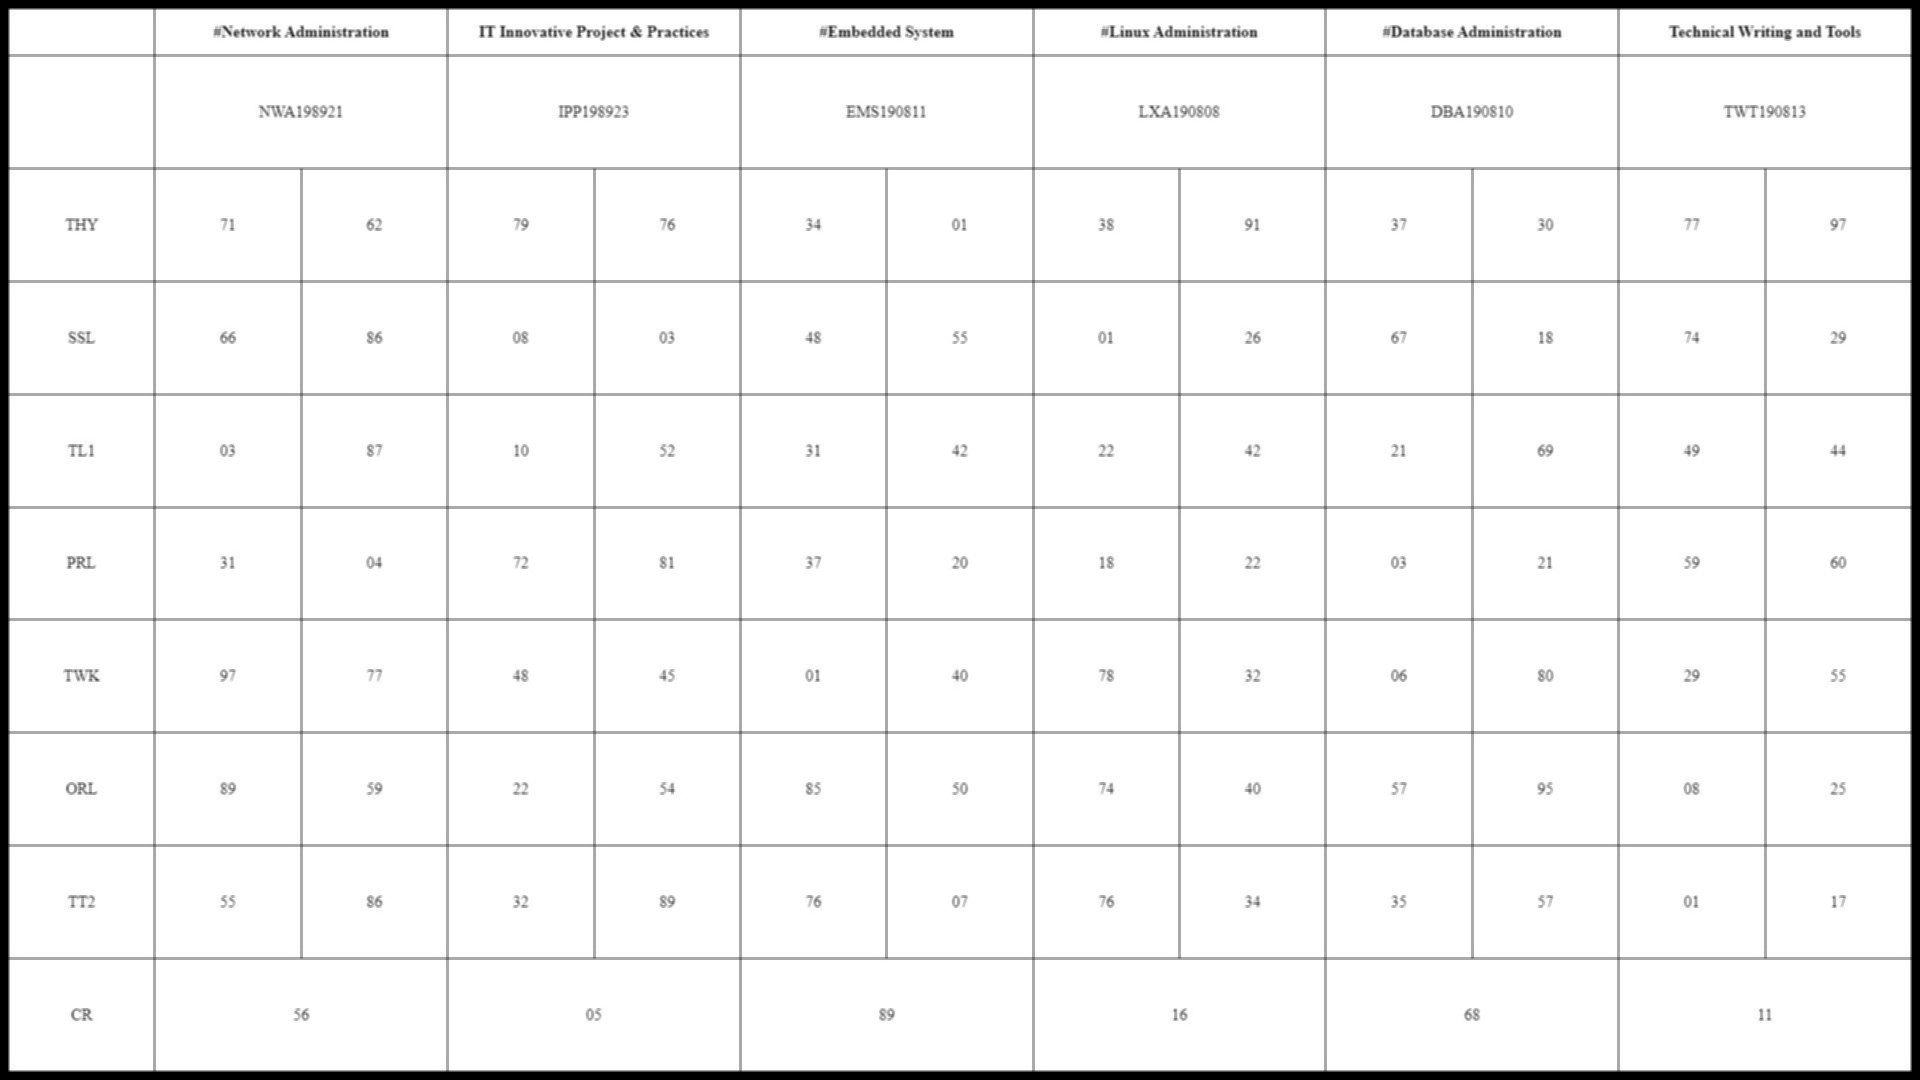 #Network Administration IT Innovative Project & Practices #Embedded System #Linux Administration #Database Administration Technical Writing and Tools
NWA198921 IPP198923 EMS190811 LXA190808 DBA190810 TWT190813
THY 71 62 79 76 34 01 38 91 37 30 77 97
SSL 66 86 08 03 48 55 01 26 67 18 74 29
TL1 03 87 10 52 31 42 22 42 21 69 49 44
PRL 31 04 72 81 37 20 18 22 03 21 59 60
TWK 97 77 48 45 01 40 78 32 06 80 29 55
ORL 89 59 22 54 85 50 74 40 57 95 08 25
TT2 55 86 32 89 76 07 76 34 35 57 01 17
CR 56 05 89 16 68 11